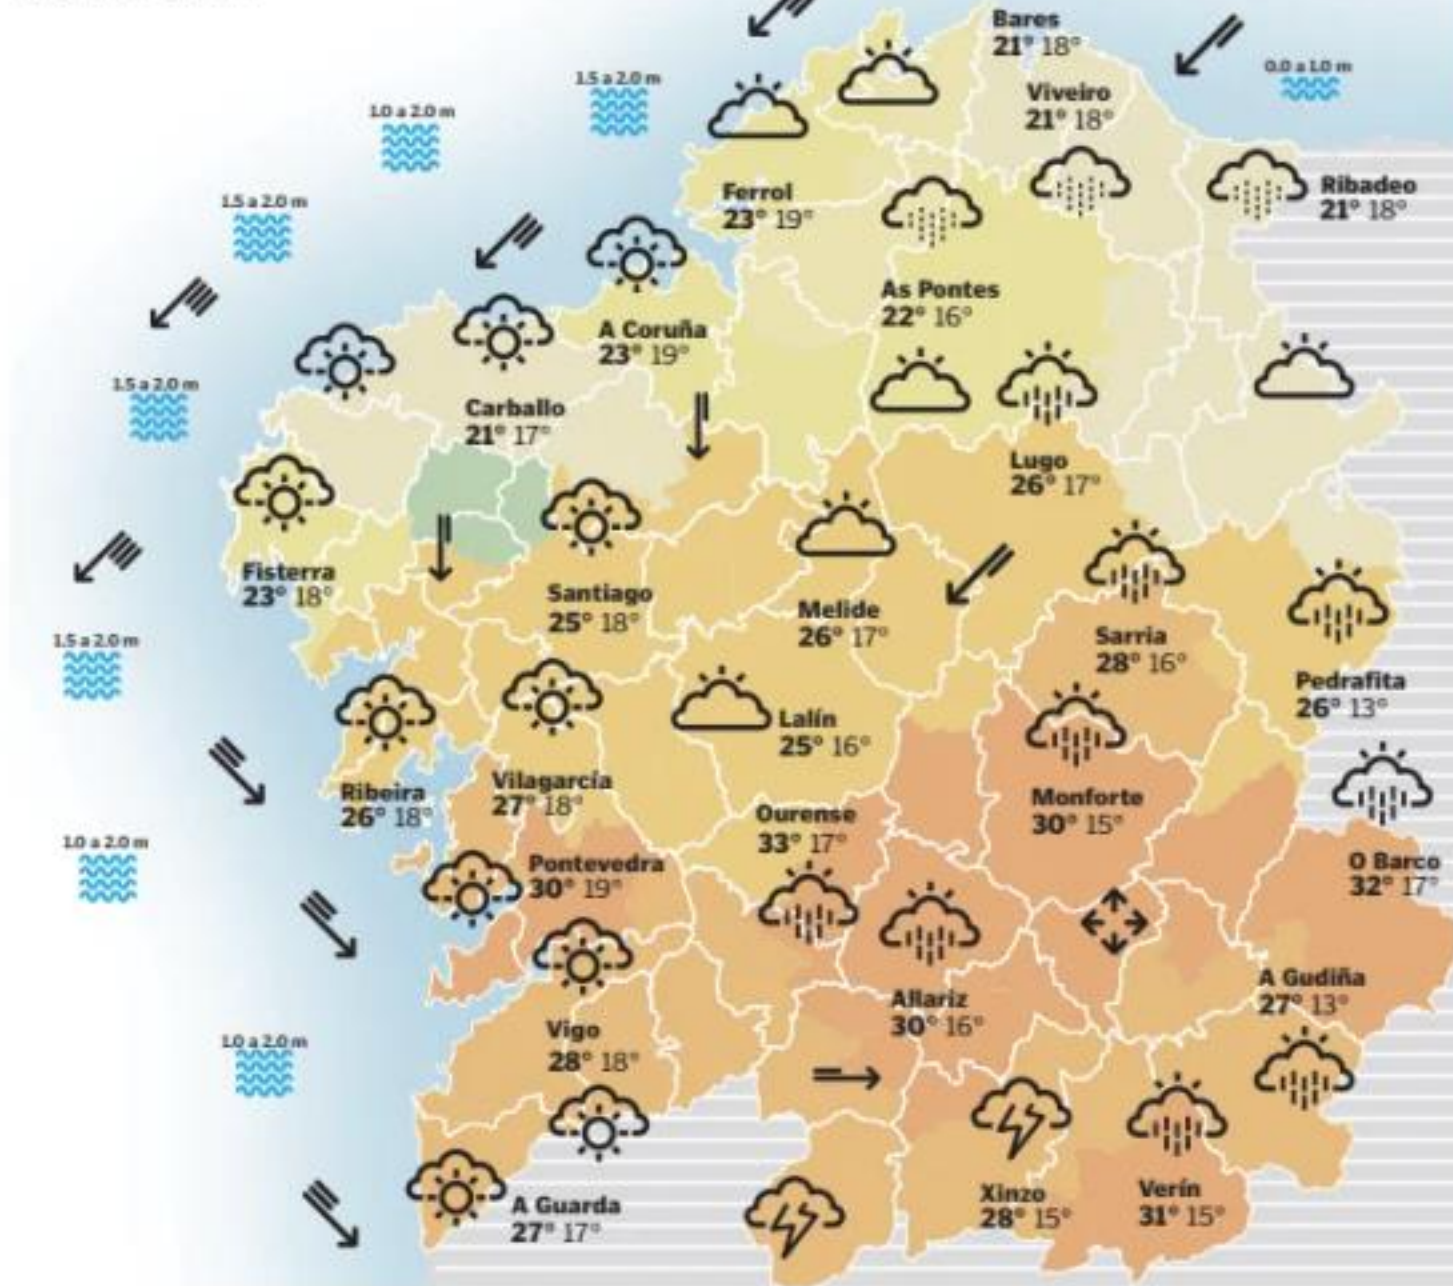 Bares
21° 18°
1.5 a 2.0 m
0.0 a 1.0 m
Viveiro
21° 18°
1.0 a 2.0 m
Ferrol
23° 19°
Ribadeo
21° 18°
1.5 a 2.0 m
As Pontes
22° 16°
A Coruña
23° 19°
1.5 a 2.0 m
Carballo
21° 17°
Lugo
26° 17°
Fisterra
23° 18°
Santiago
25° 18°
Melide
26° 17°
Sarria
28° 16°
1.5 a 2.0 m
Pedrafita
26° 13°
Lalín
25° 16°
Ribeira
26° 18°
Vilagarcía
27° 18°
Monforte
30° 15°
Ourense
33° 17°
1.0 a 2.0 m
Pontevedra
30° 19°
O Barco
32° 17°
A Gudiña
27° 13°
Allariz
30° 16°
Vigo
28° 18°
1.0 a 2.0 m
Xinzo
28° 15°
Verín
31° 15°
A Guarda
27° 17°